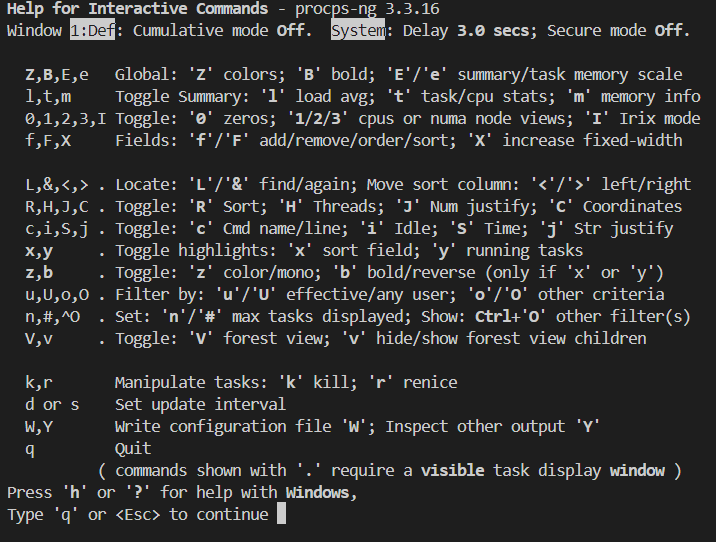 Help for Interactive Commands - procps-ng 3.3.16
Window 1:Def: Cumulative mode Off.  System: Delay 3.0 secs; Secure mode Off.

  Z,B,E,e   Global: 'Z' colors; 'B' bold; 'E'/'e' summary/task memory scale
  l,t,m     Toggle Summary: 'l' load avg; 't' task/cpu stats; 'm' memory info
  0,1,2,3,I Toggle: '0' zeros; '1/2/3' cpus or numa node views; 'I' Irix mode
  f,F,X     Fields: 'f'/'F' add/remove/order/sort; 'X' increase fixed-width

  L,&,<,> . Locate: 'L'/'&' find/again; Move sort column: '<'/'>' left/right
  R,H,J,C . Toggle: 'R' Sort; 'H' Threads; 'J' Num justify; 'C' Coordinates
  c,i,S,j . Toggle: 'c' Cmd name/line; 'i' Idle; 'S' Time; 'j' Str justify
  x,y     . Toggle highlights: 'x' sort field; 'y' running tasks
  z,b     . Toggle: 'z' color/mono; 'b' bold/reverse (only if 'x' or 'y')
  u,U,o,O . Filter by: 'u'/'U' effective/any user; 'o'/'O' other criteria
  n,#,^O  . Set: 'n'/'#' max tasks displayed; Show: Ctrl+'O' other filter(s)
  V,v     . Toggle: 'V' forest view; 'v' hide/show forest view children

  k,r       Manipulate tasks: 'k' kill; 'r' renice
  d or s    Set update interval
  W,Y       Write configuration file 'W'; Inspect other output 'Y'
  q         Quit
          ( commands shown with '.' require a visible task display window )
Press 'h' or '?' for help with Windows,
Type 'q' or <Esc> to continue